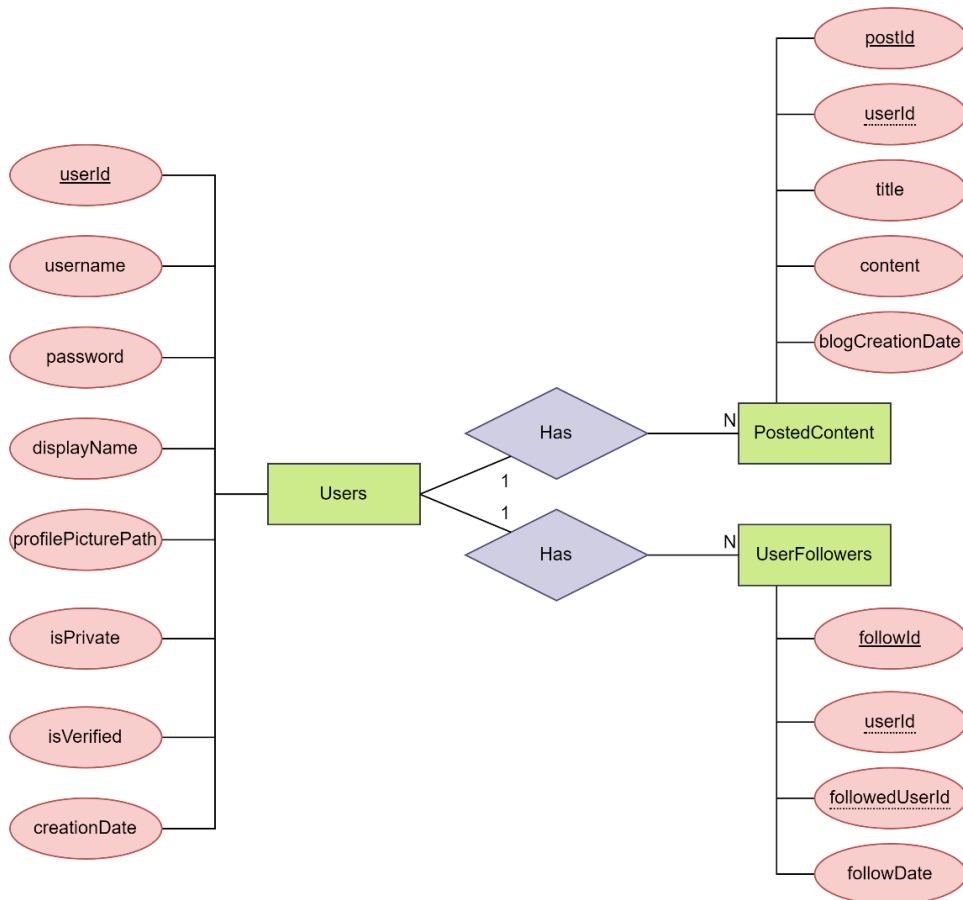 userId
username
password
displayName
profilePicturePath
isPrivate
isVerified
creationDate
Users
Has
1
N
1
Has
N
postId
userId
title
content
blogCreationDate
PostedContent
UserFollowers
followId
userId
followedUserId
followDate